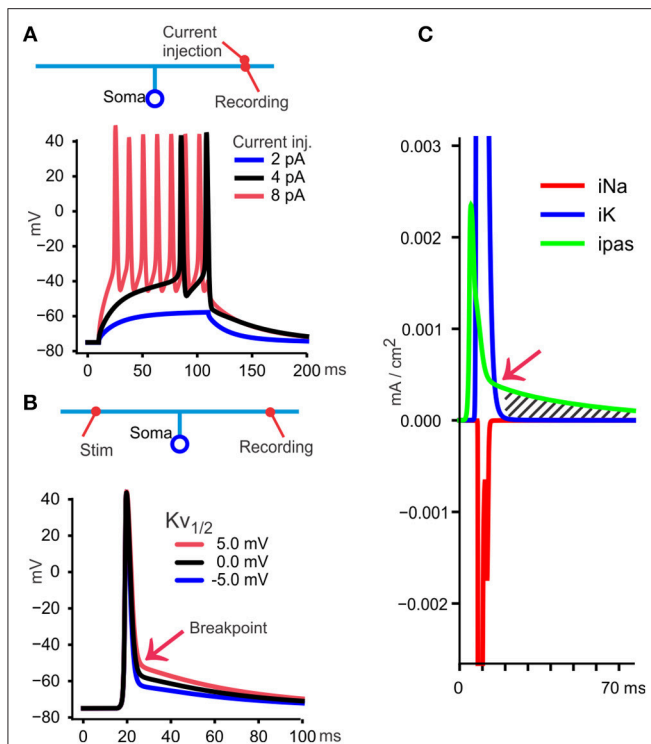 A
Current
injection
Soma
Recording
Current inj.
2 pA
4 pA
8 pA
40
20
0
−20
−40
−60
−80
mV
0
50
100
150
200 ms
B
Stim
Soma
Recording
Kv1/2
5.0 mV
0.0 mV
-5.0 mV
Breakpoint
40
20
0
−20
−40
−60
−80
mV
0
20
40
60
80
100
ms
C
iNa
iK
ipas
0.003
0.002
0.001
0.000
−0.001
−0.002
mA / cm²
0
70 ms